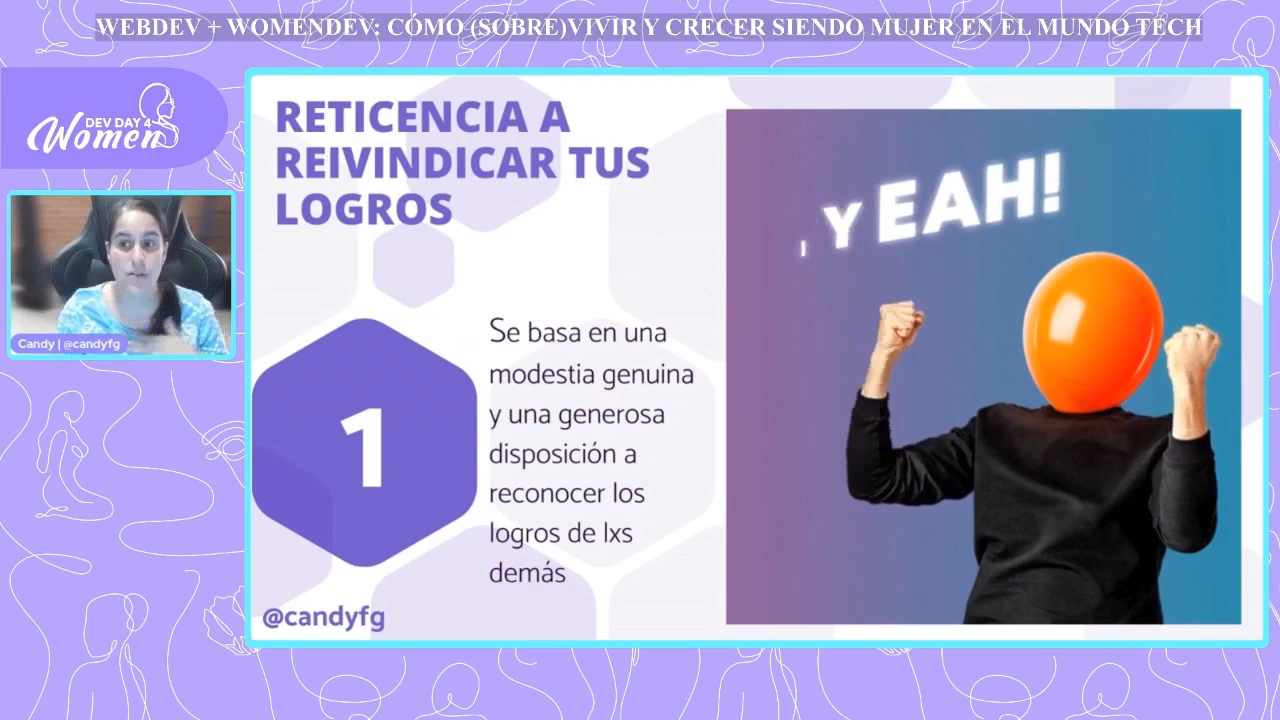 WEBDEV + WOMENDEV: CÓMO (SOBRE)VIVIR Y CRECER SIENDO MUJER EN EL MUNDO TECH
DEV DAY 4
Women
Candy | @candyfg
RETICENCIA A
REIVINDICAR TUS
LOGROS
1
Se basa en una
modestia genuina
y una generosa
disposición a
reconocer los
logros de lxs
demás
@candyfg
YEAH!